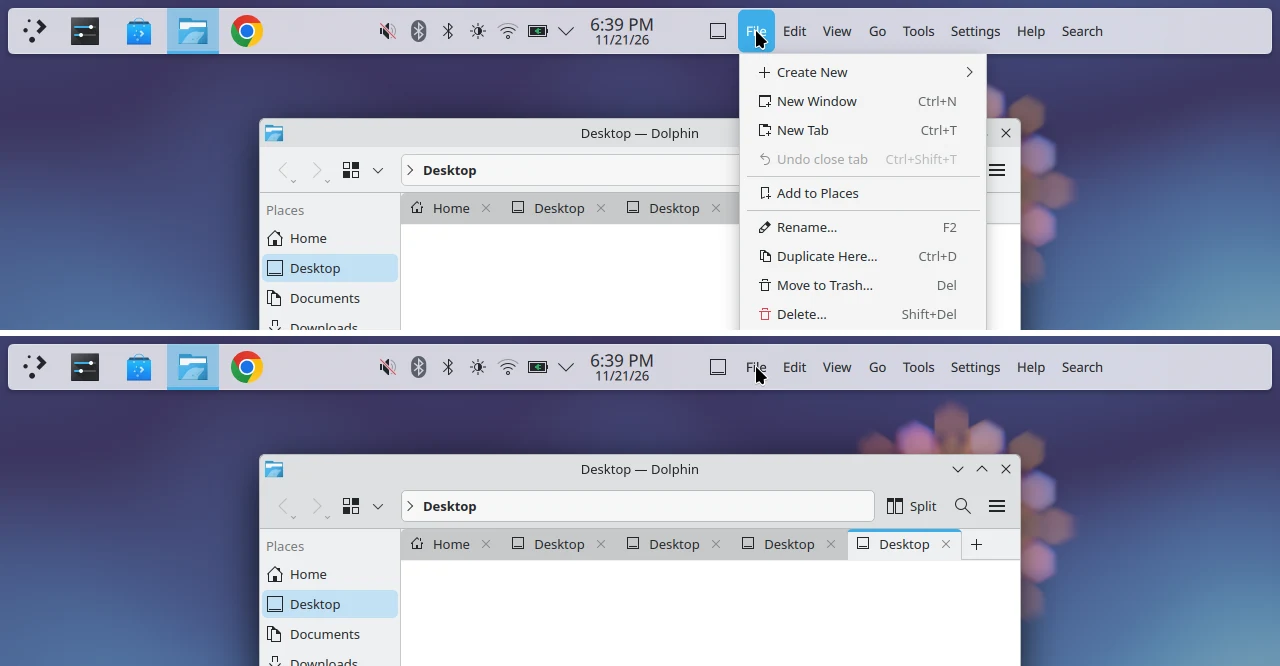 6:39 PM
11/21/26
File Edit View Go Tools Settings Help Search
Create New
New Window Ctrl+N
New Tab Ctrl+T
Undo close tab Ctrl+Shift+T
Add to Places
Rename... F2
Duplicate Here... Ctrl+D
Move to Trash... Del
Delete... Shift+Del
Desktop — Dolphin
Desktop
Places
Home Desktop Desktop
Home
Desktop
Documents
Downloads
6:39 PM
11/21/26
File Edit View Go Tools Settings Help Search
Desktop — Dolphin
Desktop Split
Places
Home Desktop Desktop Desktop Desktop
Home
Desktop
Documents
Downloads